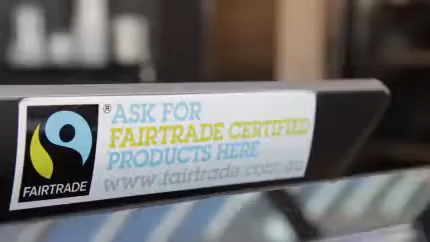 FAIRTRADE
®
ASK FOR
FAIRTRADE CERTIFIED
PRODUCTS HERE
www.fairtrade.com.au